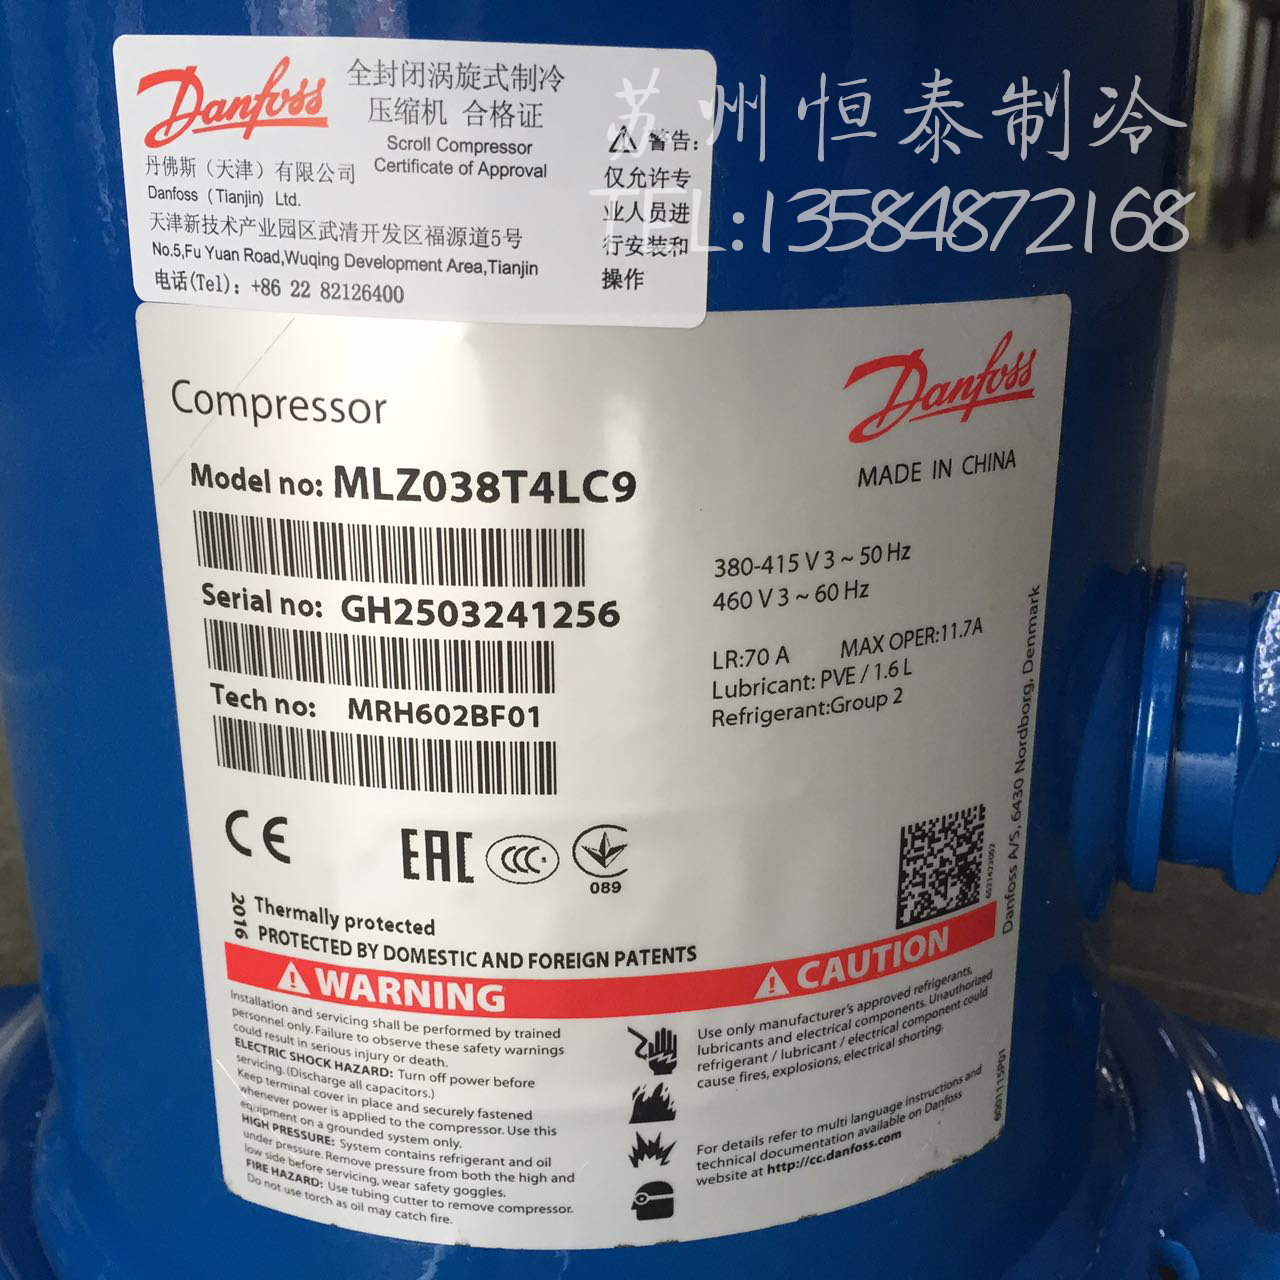 苏州恒泰制冷
TEL:13584872168
Danfoss
全封闭涡旋式制冷
压缩机 合格证
Scroll Compressor
Certificate of Approval
丹佛斯（天津）有限公司
Danfoss (Tianjin) Ltd.
天津新技术产业园区武清开发区福源道5号
No.5,Fu Yuan Road,Wuqing Development Area,Tianjin
电话(Tel): +86 22 82126400
警告:
仅允许专
业人员进
行安装和
操作
Compressor
Danfoss
MADE IN CHINA
Model no: MLZ038T4LC9
Serial no: GH2503241256
Tech no: MRH602BF01
380-415 V 3 ~ 50 Hz
460 V 3 ~ 60 Hz
LR:70 A MAX OPER:11.7A
Lubricant: PVE / 1.6 L
Refrigerant:Group 2
Danfoss A/S, 6430 Nordborg, Denmark
CE EAC CCC
089
2016
Thermally protected
PROTECTED BY DOMESTIC AND FOREIGN PATENTS
WARNING
Installation and servicing shall be performed by trained
personnel only. Failure to observe these safety warnings
could result in serious injury or death.
ELECTRIC SHOCK HAZARD: Turn off power before
servicing. (Discharge all capacitors.)
Keep terminal cover in place and securely fastened
whenever power is applied to the compressor. Use this
equipment on a grounded system only.
HIGH PRESSURE: System contains refrigerant and oil
under pressure. Remove pressure from both the high and
low side before servicing, wear safety goggles.
FIRE HAZARD: Use tubing cutter to remove compressor.
Do not use torch as oil may catch fire.
CAUTION
Use only manufacturer's approved refrigerants,
lubricants and electrical components. Unauthorized
refrigerant / lubricant / electrical component could
cause fires, explosions, electrical shorting.
For details refer to multi language instructions and
technical documentation available on Danfoss
website at http://cc.danfoss.com
6001115P01